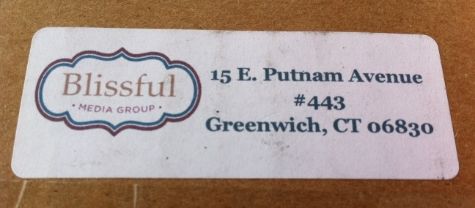 Blissful
· MEDIA GROUP ·
15 E. Putnam Avenue
#443
Greenwich, CT 06830